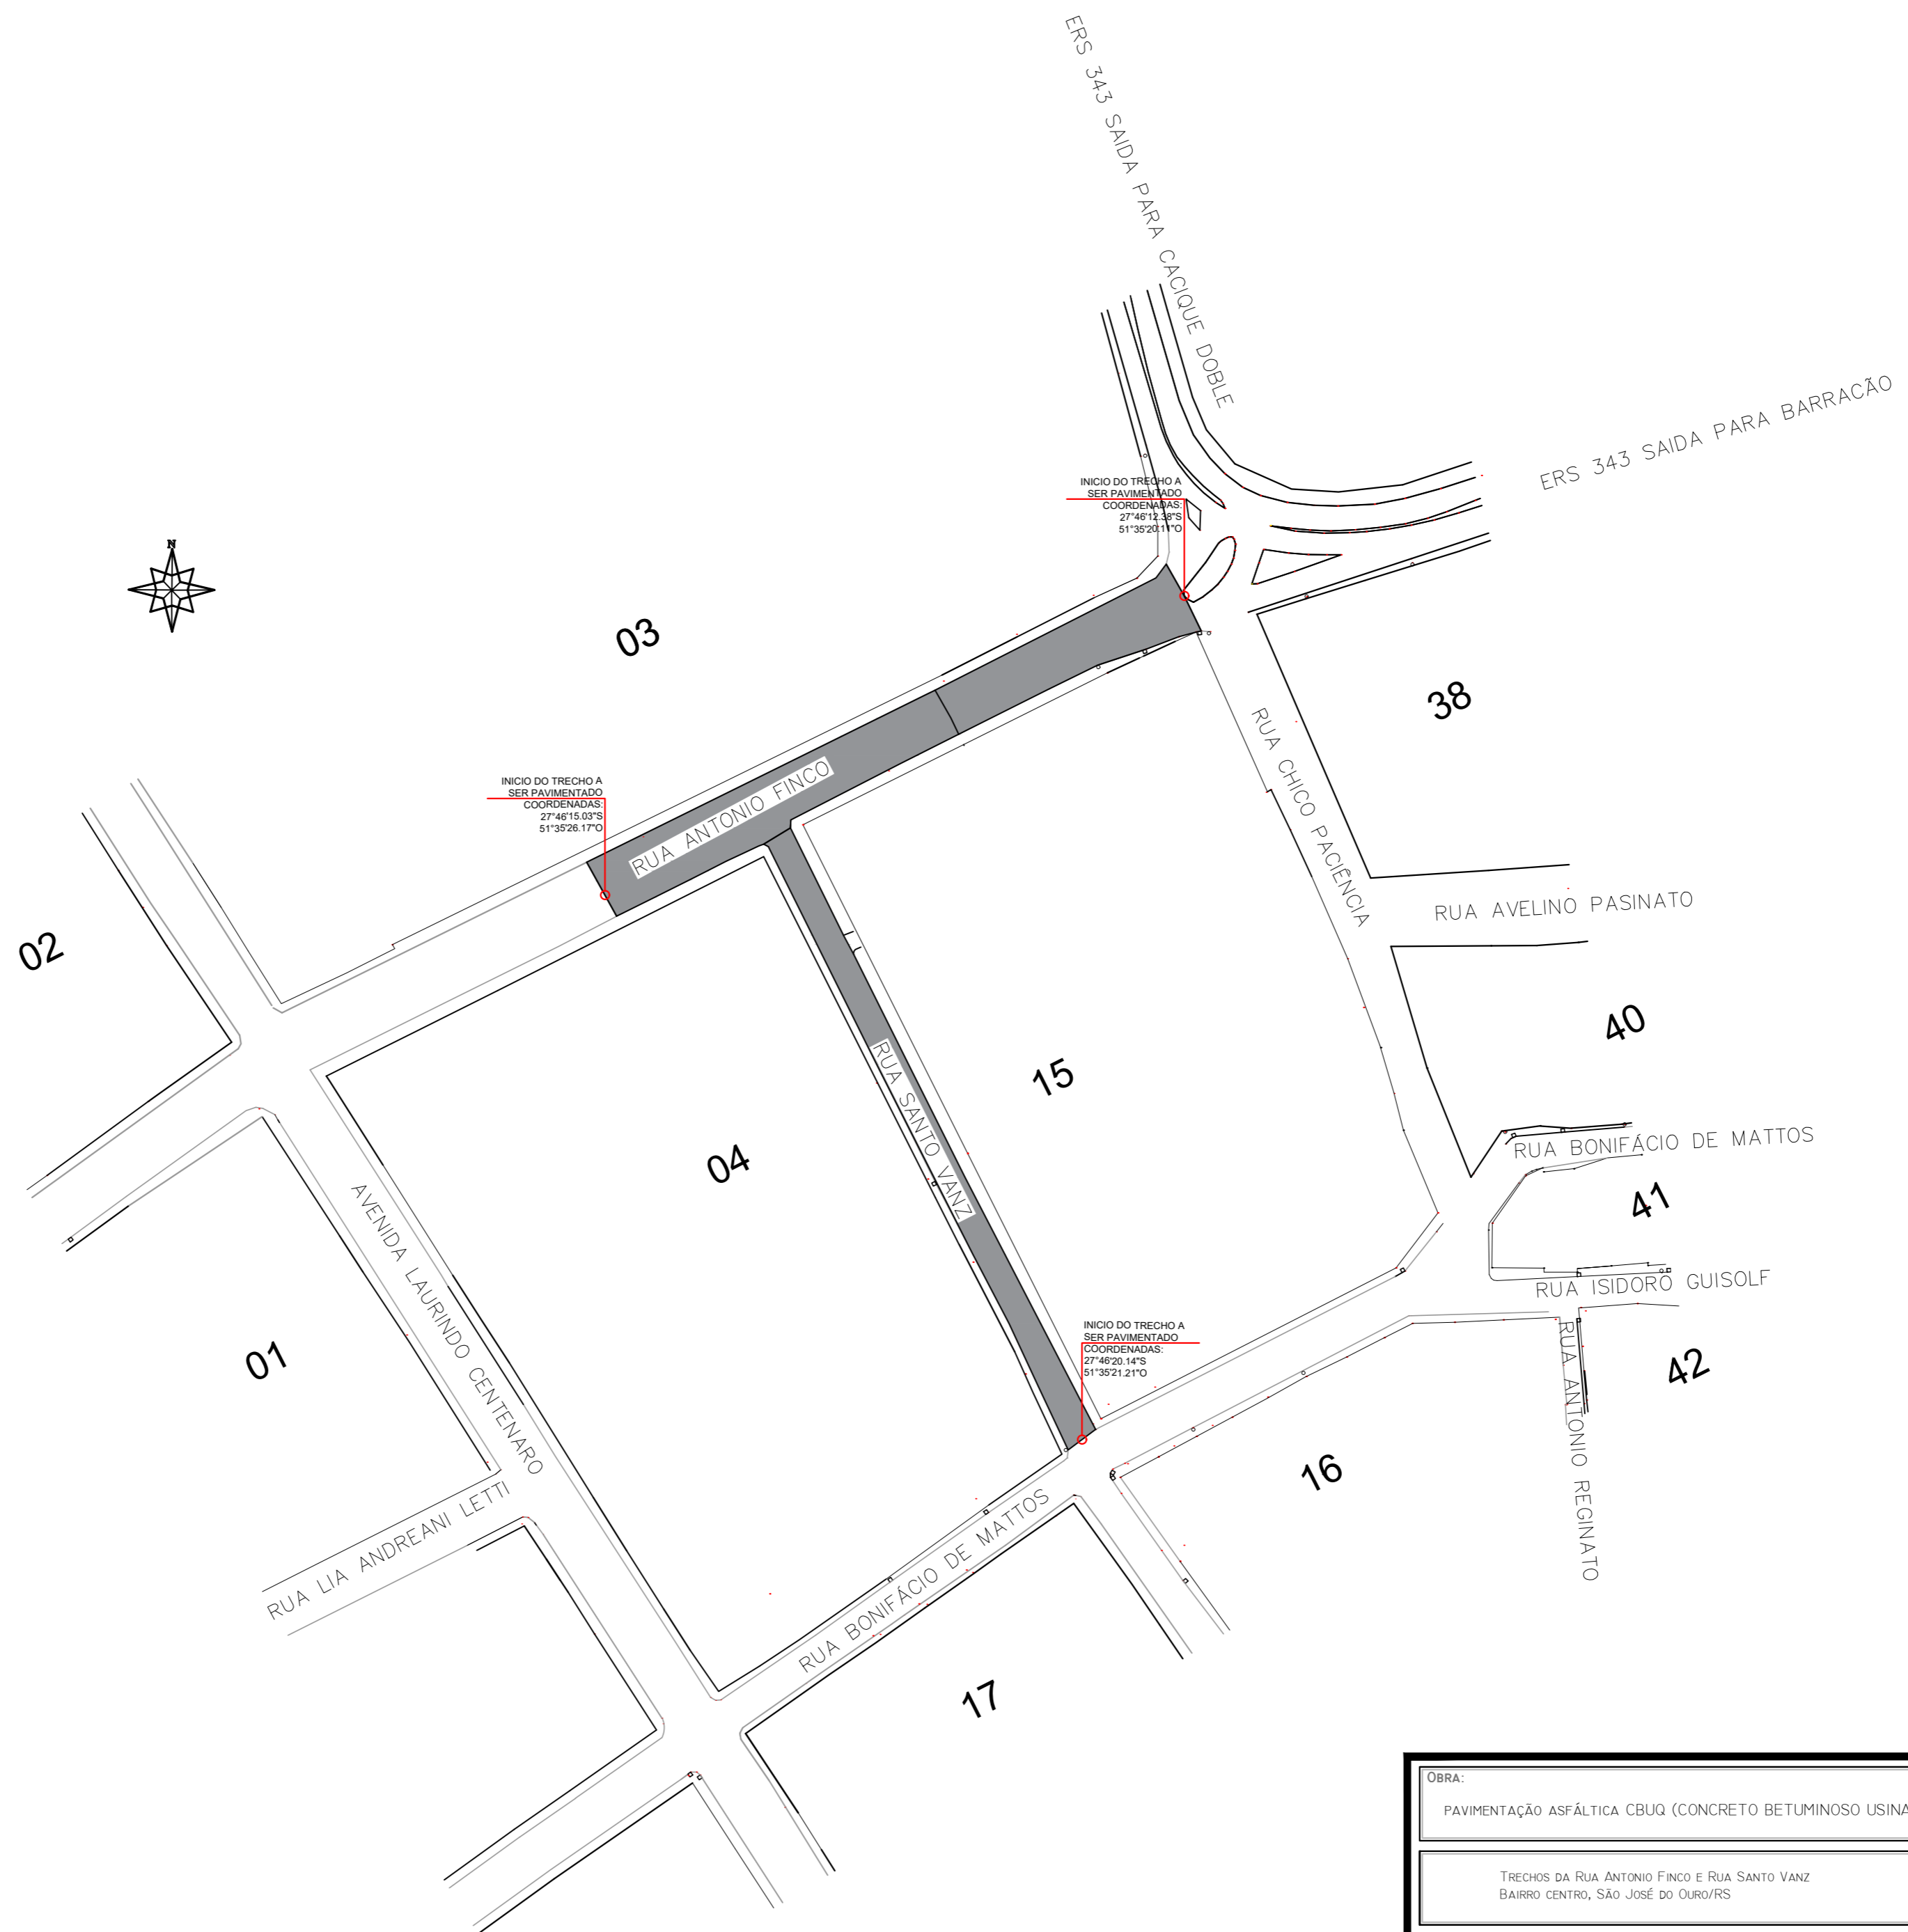 ERS 343 SAIDA PARA CACIQUE DOBLE
ERS 343 SAIDA PARA BARRACÃO
INICIO DO TRECHO A
SER PAVIMENTADO
COORDENADAS:
27°46'12.38"S
51°35'20.11"O
N
03
38
RUA CHICO PACIÊNCIA
INICIO DO TRECHO A
SER PAVIMENTADO
COORDENADAS:
27°46'15.03"S
51°35'26.17"O
RUA ANTONIO FINCO
RUA AVELINO PASINATO
02
40
15
RUA SANTO VANZ
04
RUA BONIFÁCIO DE MATTOS
41
AVENIDA LAURINDO CENTENARO
RUA ISIDORO GUISOLF
01
INICIO DO TRECHO A
SER PAVIMENTADO
COORDENADAS:
27°46'20.14"S
51°35'21.21"O
42
RUA ANTONIO REGINATO
16
RUA LIA ANDREANI LETTI
RUA BONIFÁCIO DE MATTOS
17
OBRA:
PAVIMENTAÇÃO ASFÁLTICA CBUQ (CONCRETO BETUMINOSO USINA
TRECHOS DA RUA ANTONIO FINCO E RUA SANTO VANZ
BAIRRO CENTRO, SÃO JOSÉ DO OURO/RS